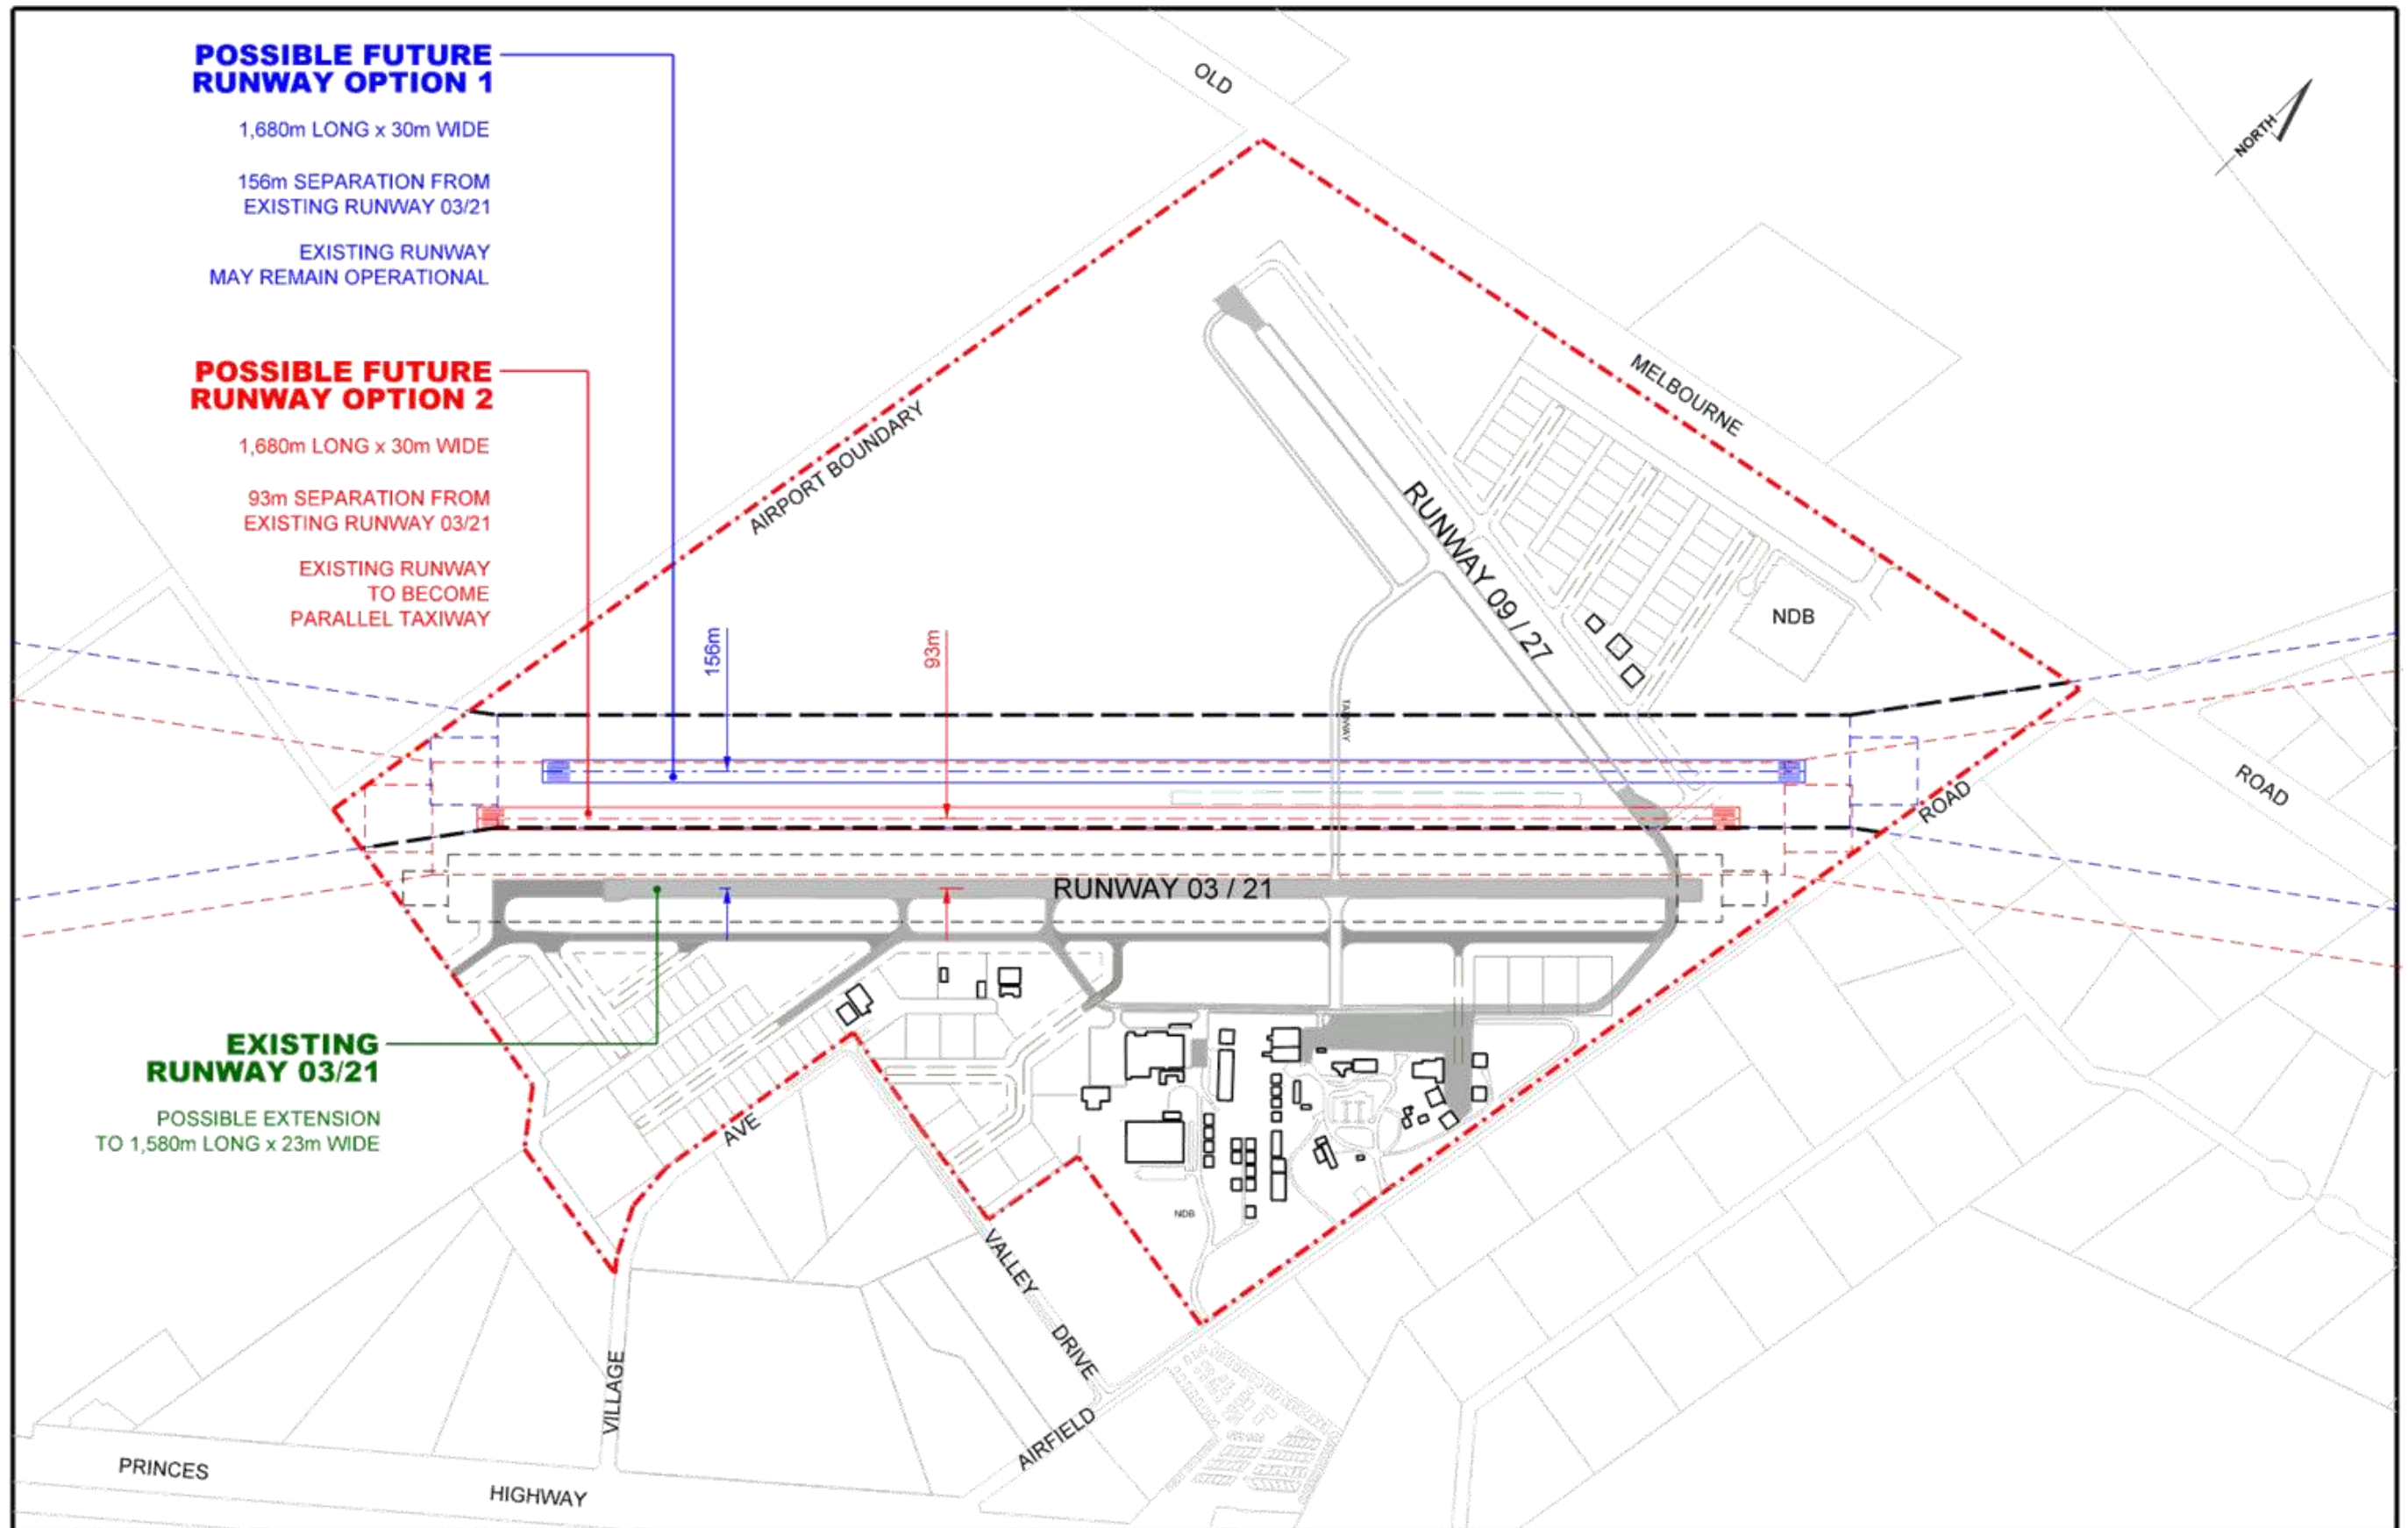 POSSIBLE FUTURE
RUNWAY OPTION 1
1,680m LONG x 30m WIDE
156m SEPARATION FROM
EXISTING RUNWAY 03/21
EXISTING RUNWAY
MAY REMAIN OPERATIONAL
POSSIBLE FUTURE
RUNWAY OPTION 2
1,680m LONG x 30m WIDE
93m SEPARATION FROM
EXISTING RUNWAY 03/21
EXISTING RUNWAY
TO BECOME
PARALLEL TAXIWAY
OLD
NORTH
MELBOURNE
AIRPORT BOUNDARY
RUNWAY 09 / 27
NDB
156m
93m
TAXIWAY
ROAD
ROAD
RUNWAY 03 / 21
EXISTING
RUNWAY 03/21
POSSIBLE EXTENSION
TO 1,580m LONG x 23m WIDE
AVE
NDB
VALLEY
DRIVE
VILLAGE
AIRFIELD
PRINCES
HIGHWAY